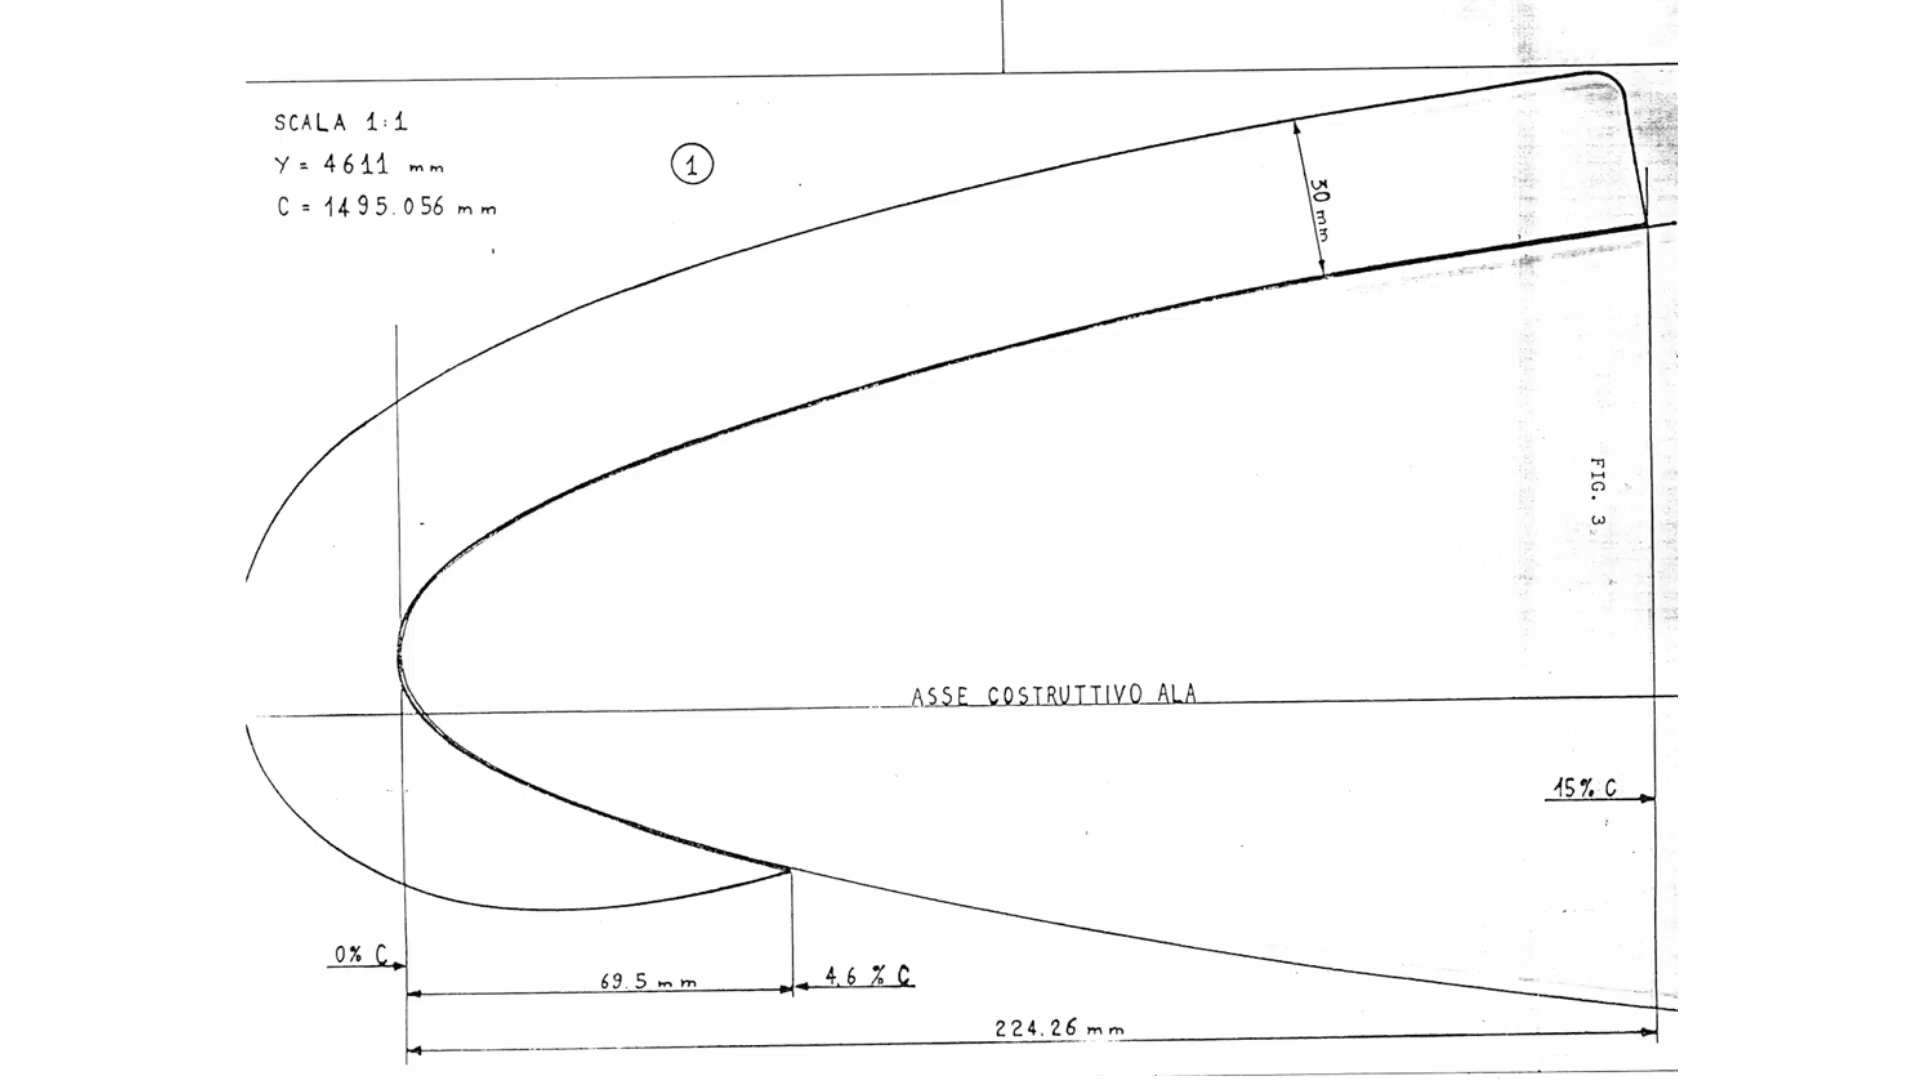 SCALA 1:1
Y = 4611 mm
C = 1495.056 mm
1
30 mm
FIG. 3
ASSE COSTRUTTIVO ALA
15% C
0% C
69.5 mm
4.6 % C
224.26 mm